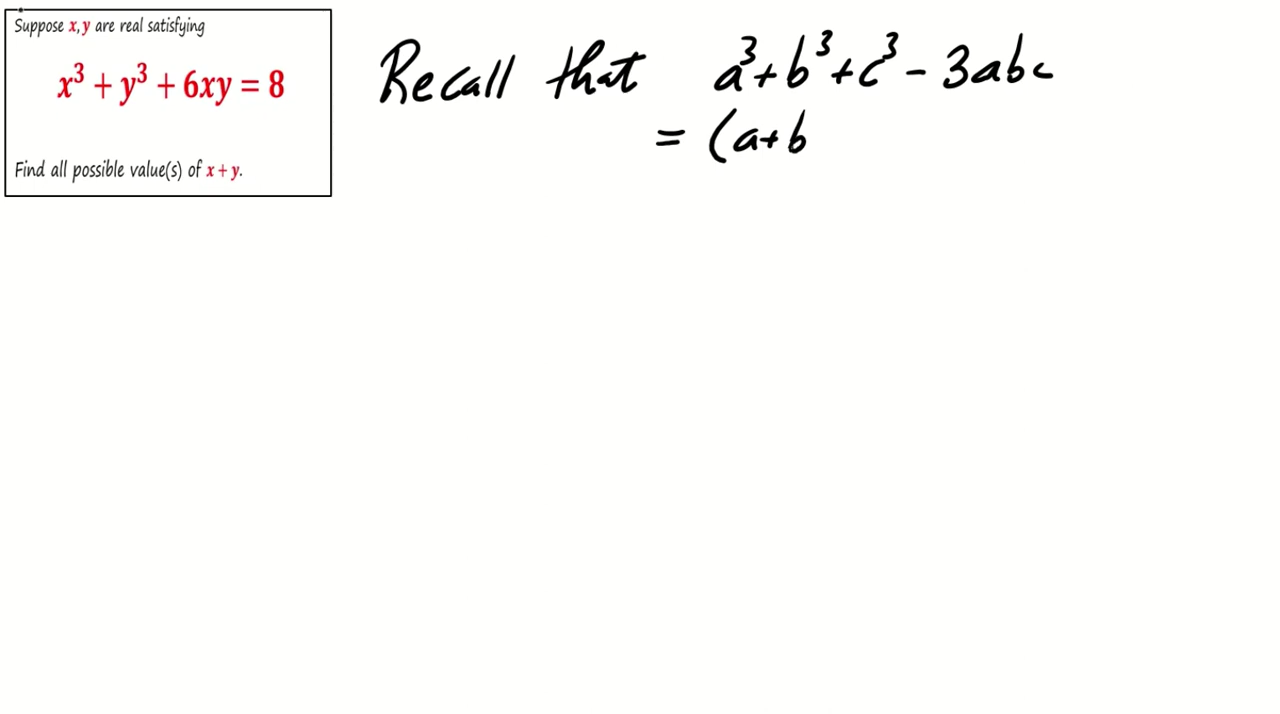 Suppose x, y are real satisfying
x³ + y³ + 6xy = 8
Find all possible value(s) of x + y.
Recall that a³ + b³ + c³ - 3abc
= (a+b